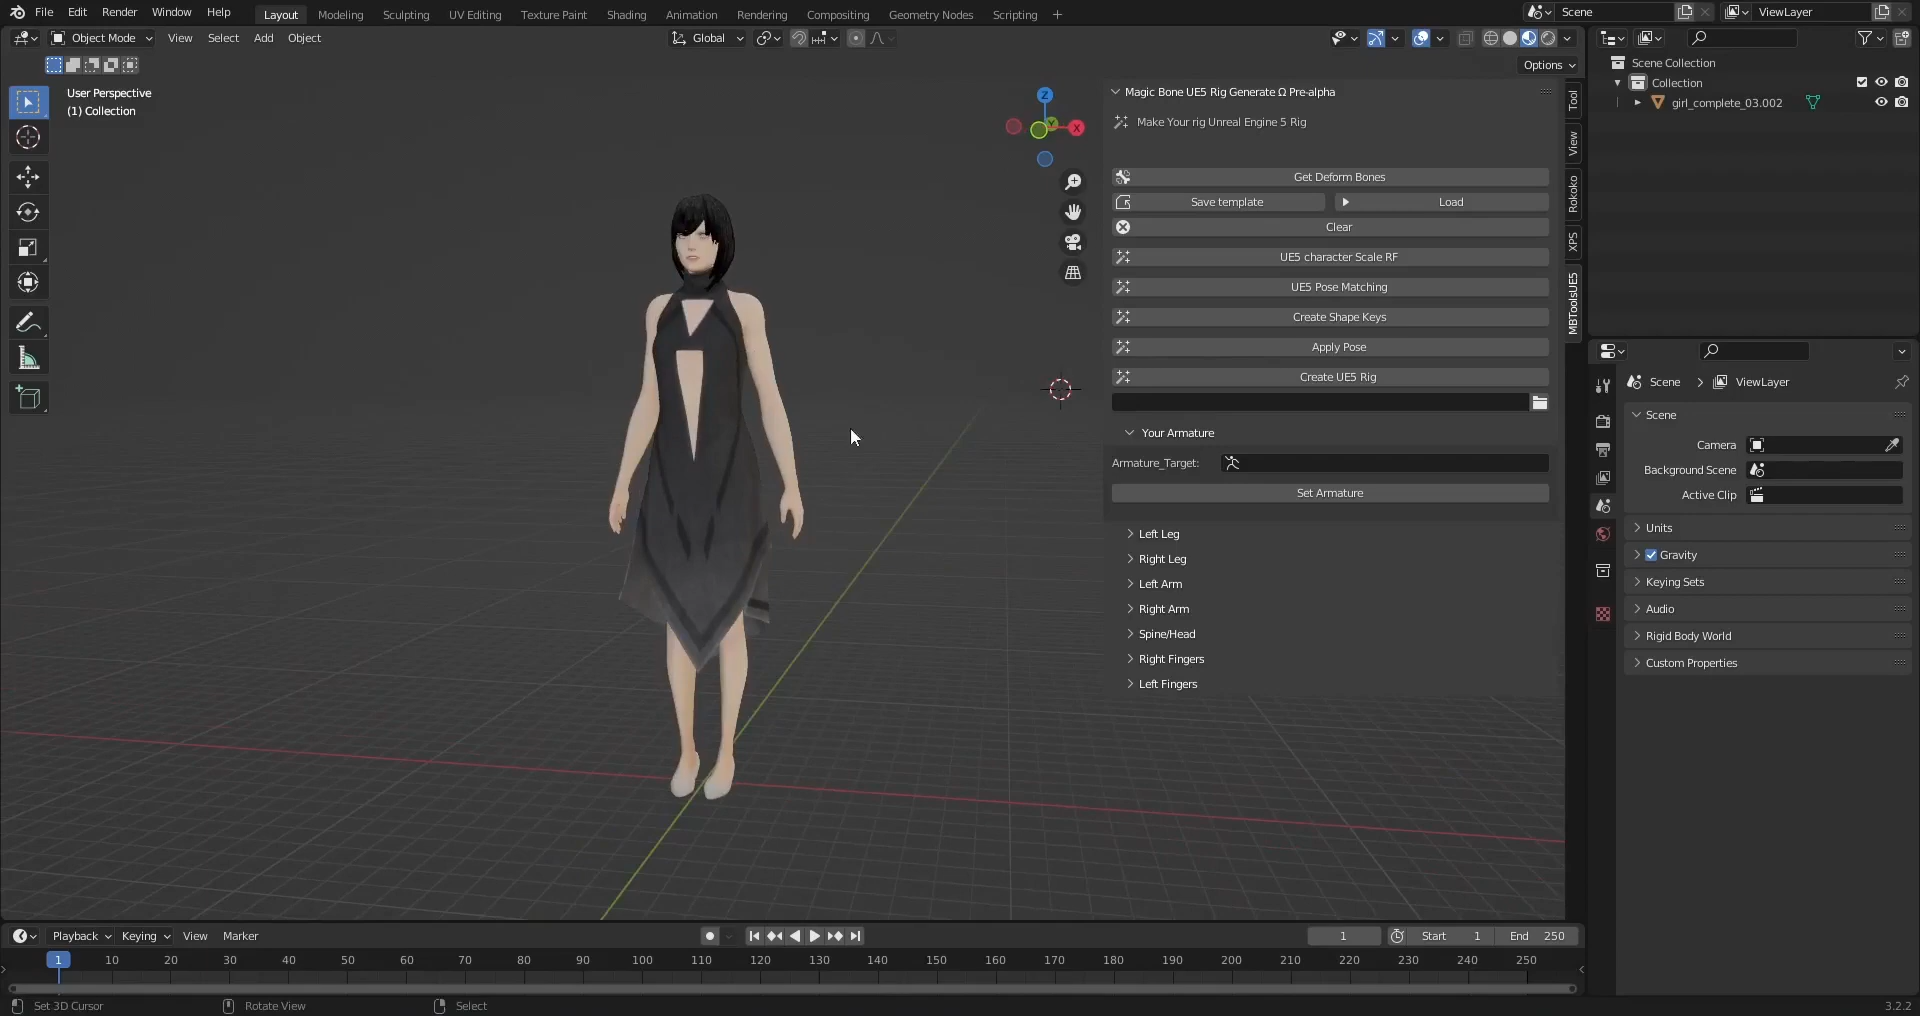 File Edit Render Window Help Layout Modeling Sculpting UV Editing Texture Paint Shading Animation Rendering Compositing Geometry Nodes Scripting + Scene ViewLayer
Object Mode View Select Add Object Global
Options
User Perspective
(1) Collection
Z
Y
X
Magic Bone UE5 Rig Generate Ω Pre-alpha
Make Your rig Unreal Engine 5 Rig
Get Deform Bones
Save template Load
Clear
UE5 character Scale RF
UE5 Pose Matching
Create Shape Keys
Apply Pose
Create UE5 Rig
Your Armature
Armature_Target:
Set Armature
Left Leg
Right Leg
Left Arm
Right Arm
Spine/Head
Right Fingers
Left Fingers
Tool
View
Rokoko
XPS
MBToolsUE5
Scene Collection
Collection
girl_complete_03.002
Scene > ViewLayer
Scene
Camera
Background Scene
Active Clip
Units
Gravity
Keying Sets
Audio
Rigid Body World
Custom Properties
Playback Keying View Marker 1 Start 1 End 250
1 10 20 30 40 50 60 70 80 90 100 110 120 130 140 150 160 170 180 190 200 210 220 230 240 250
Set 3D Cursor Rotate View Select 3.2.2